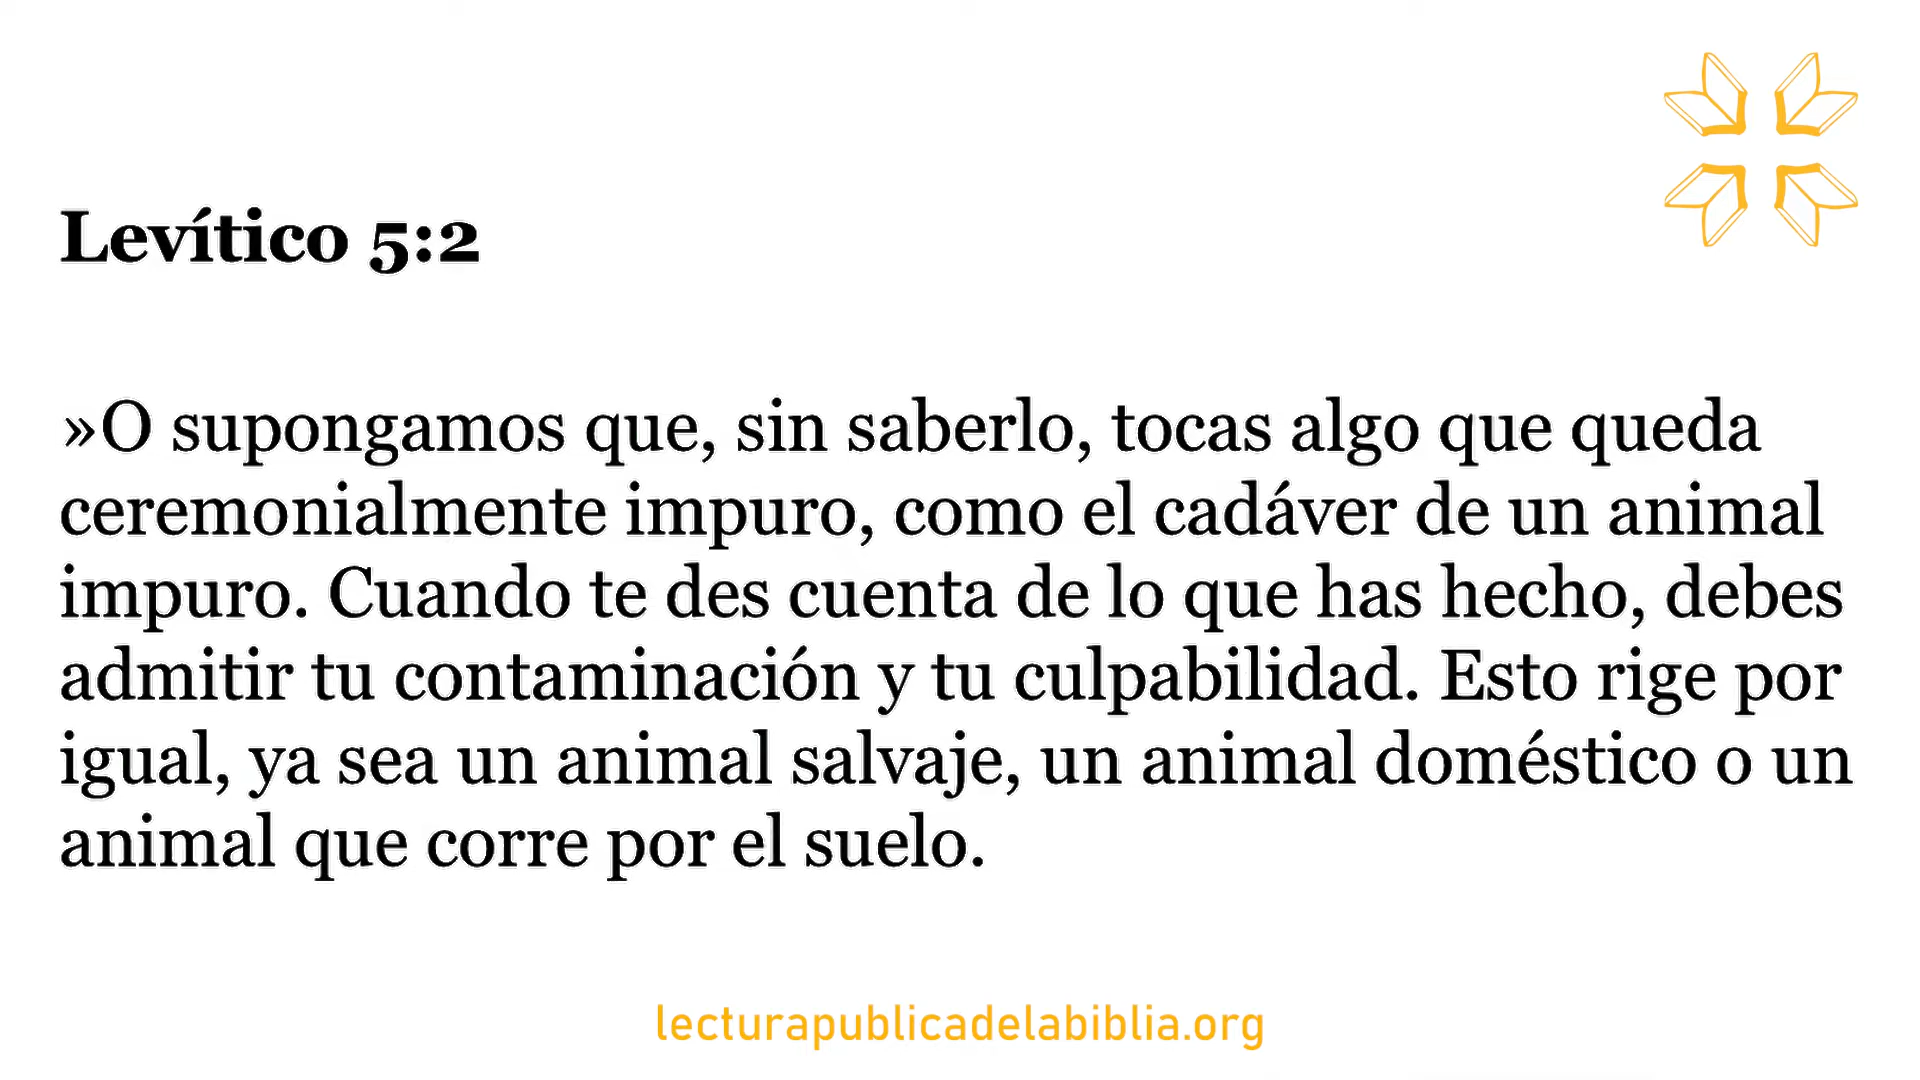 Levítico 5:2
»O supongamos que, sin saberlo, tocas algo que queda
ceremonialmente impuro, como el cadáver de un animal
impuro. Cuando te des cuenta de lo que has hecho, debes
admitir tu contaminación y tu culpabilidad. Esto rige por
igual, ya sea un animal salvaje, un animal doméstico o un
animal que corre por el suelo.
lecturapublicadelabiblia.org